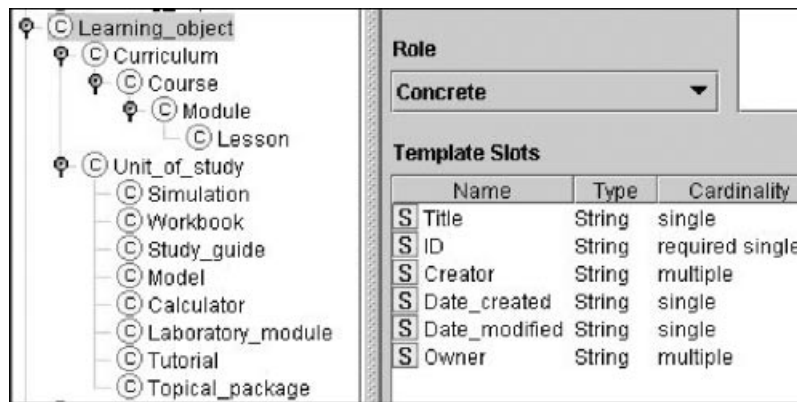 C Learning_object
C Curriculum
C Course
C Module
C Lesson
C Unit_of_study
C Simulation
C Workbook
C Study_guide
C Model
C Calculator
C Laboratory_module
C Tutorial
C Topical_package
Role
Concrete
Template Slots
Name Type Cardinality
S Title String single
S ID String required single
S Creator String multiple
S Date_created String single
S Date_modified String single
S Owner String multiple